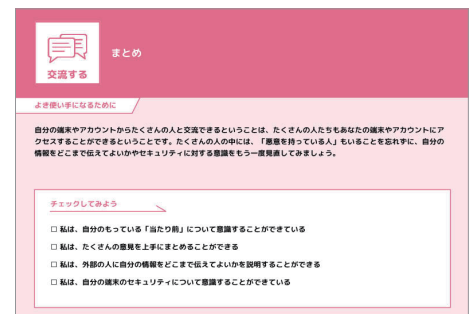 交流する
まとめ
よき使い手になるために
自分の端末やアカウントからたくさんの人と交流できるということは、たくさんの人たちもあなたの端末やアカウントにア
クセスすることができるということです。たくさんの人の中には、「悪意を持っている人」もいることを忘れずに、自分の
情報をどこまで伝えてよいかやセキュリティに対する意識をもう一度見直してみましょう。
チェックしてみよう
□ 私は、自分のもっている「当たり前」について意識することができている
□ 私は、たくさんの意見を上手にまとめることができる
□ 私は、外部の人に自分の情報をどこまで伝えてよいかを説明することができる
□ 私は、自分の端末のセキュリティについて意識することができている